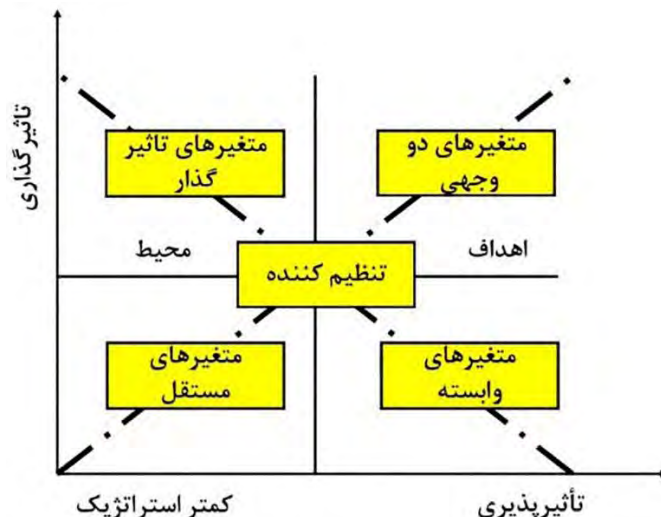 تاثیرگذاری
متغیرهای دو
وجهی
متغیرهای تاثیر
گذار
اهداف
محیط
تنظیم کننده
متغیرهای
وابسته
متغیرهای
مستقل
تأثیرپذیری
کمتر استراتژیک